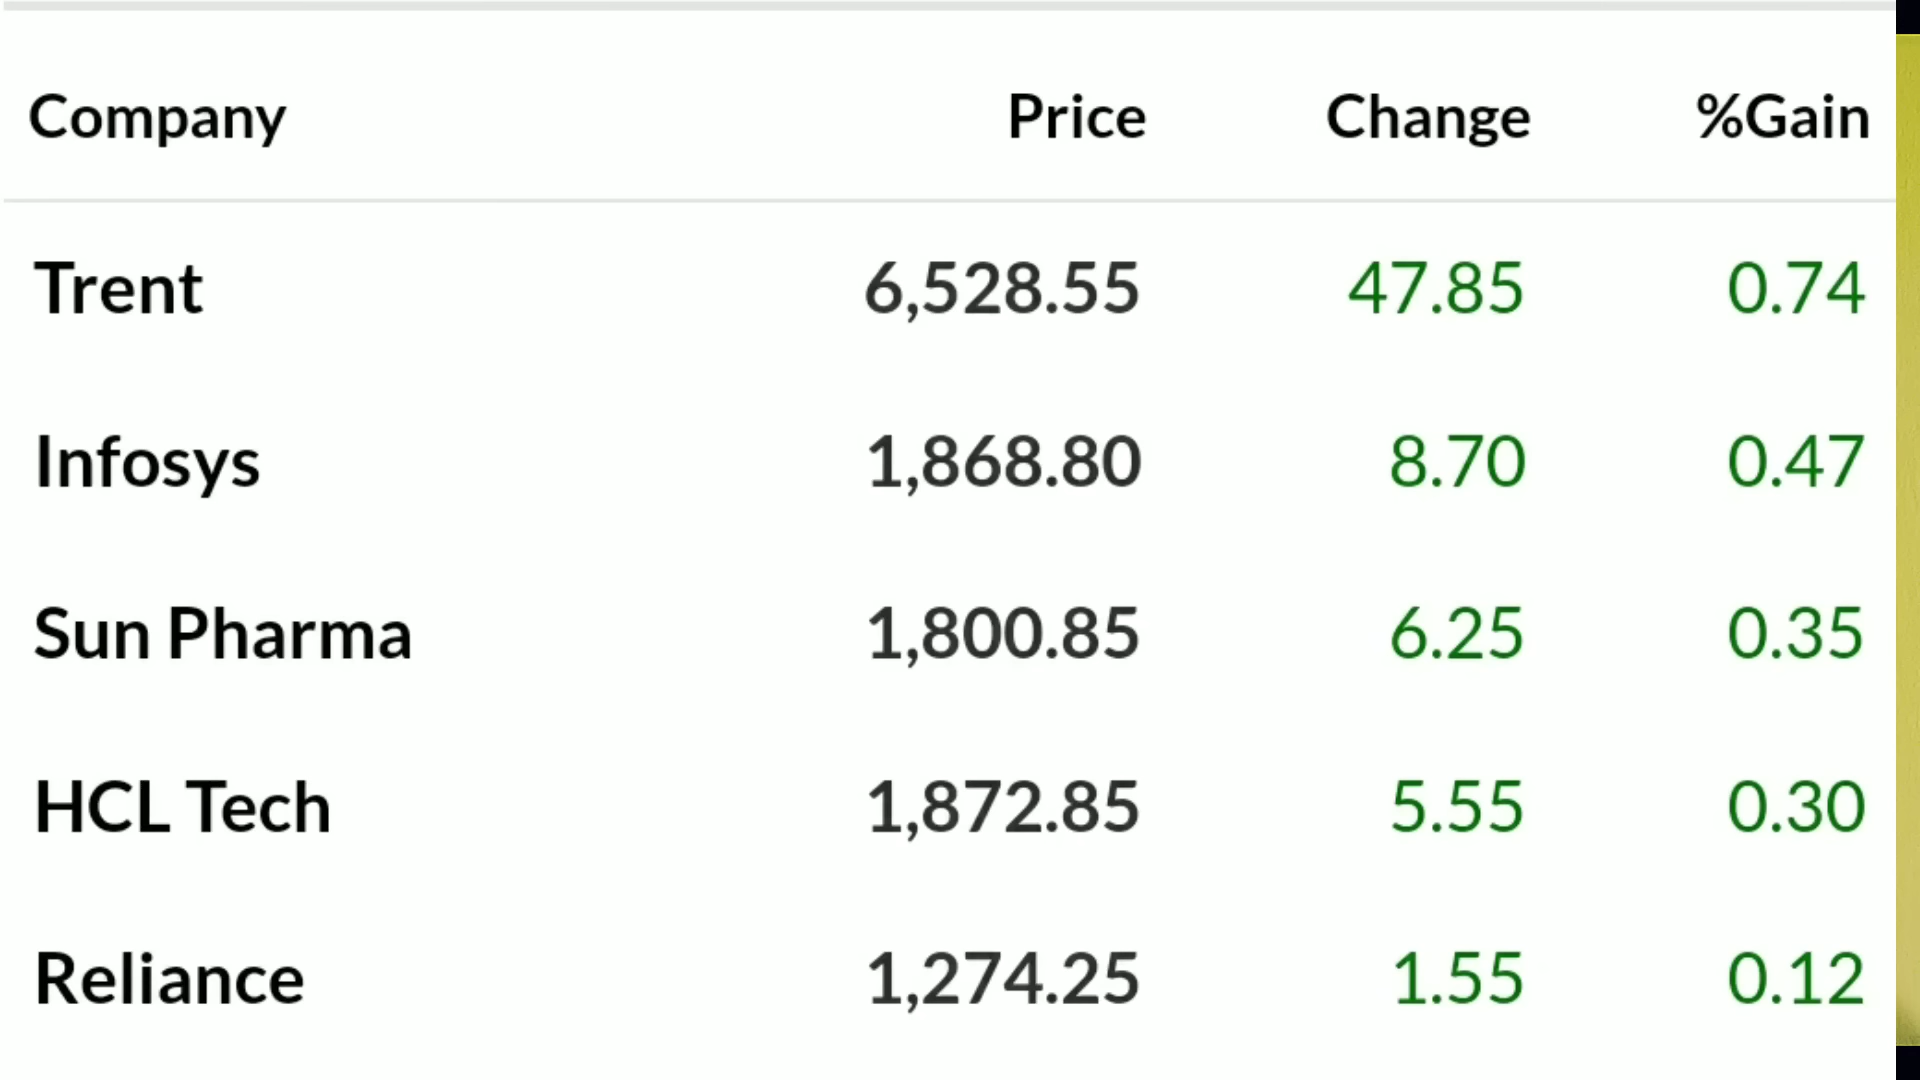 Company Price Change %Gain
Trent 6,528.55 47.85 0.74
Infosys 1,868.80 8.70 0.47
Sun Pharma 1,800.85 6.25 0.35
HCL Tech 1,872.85 5.55 0.30
Reliance 1,274.25 1.55 0.12